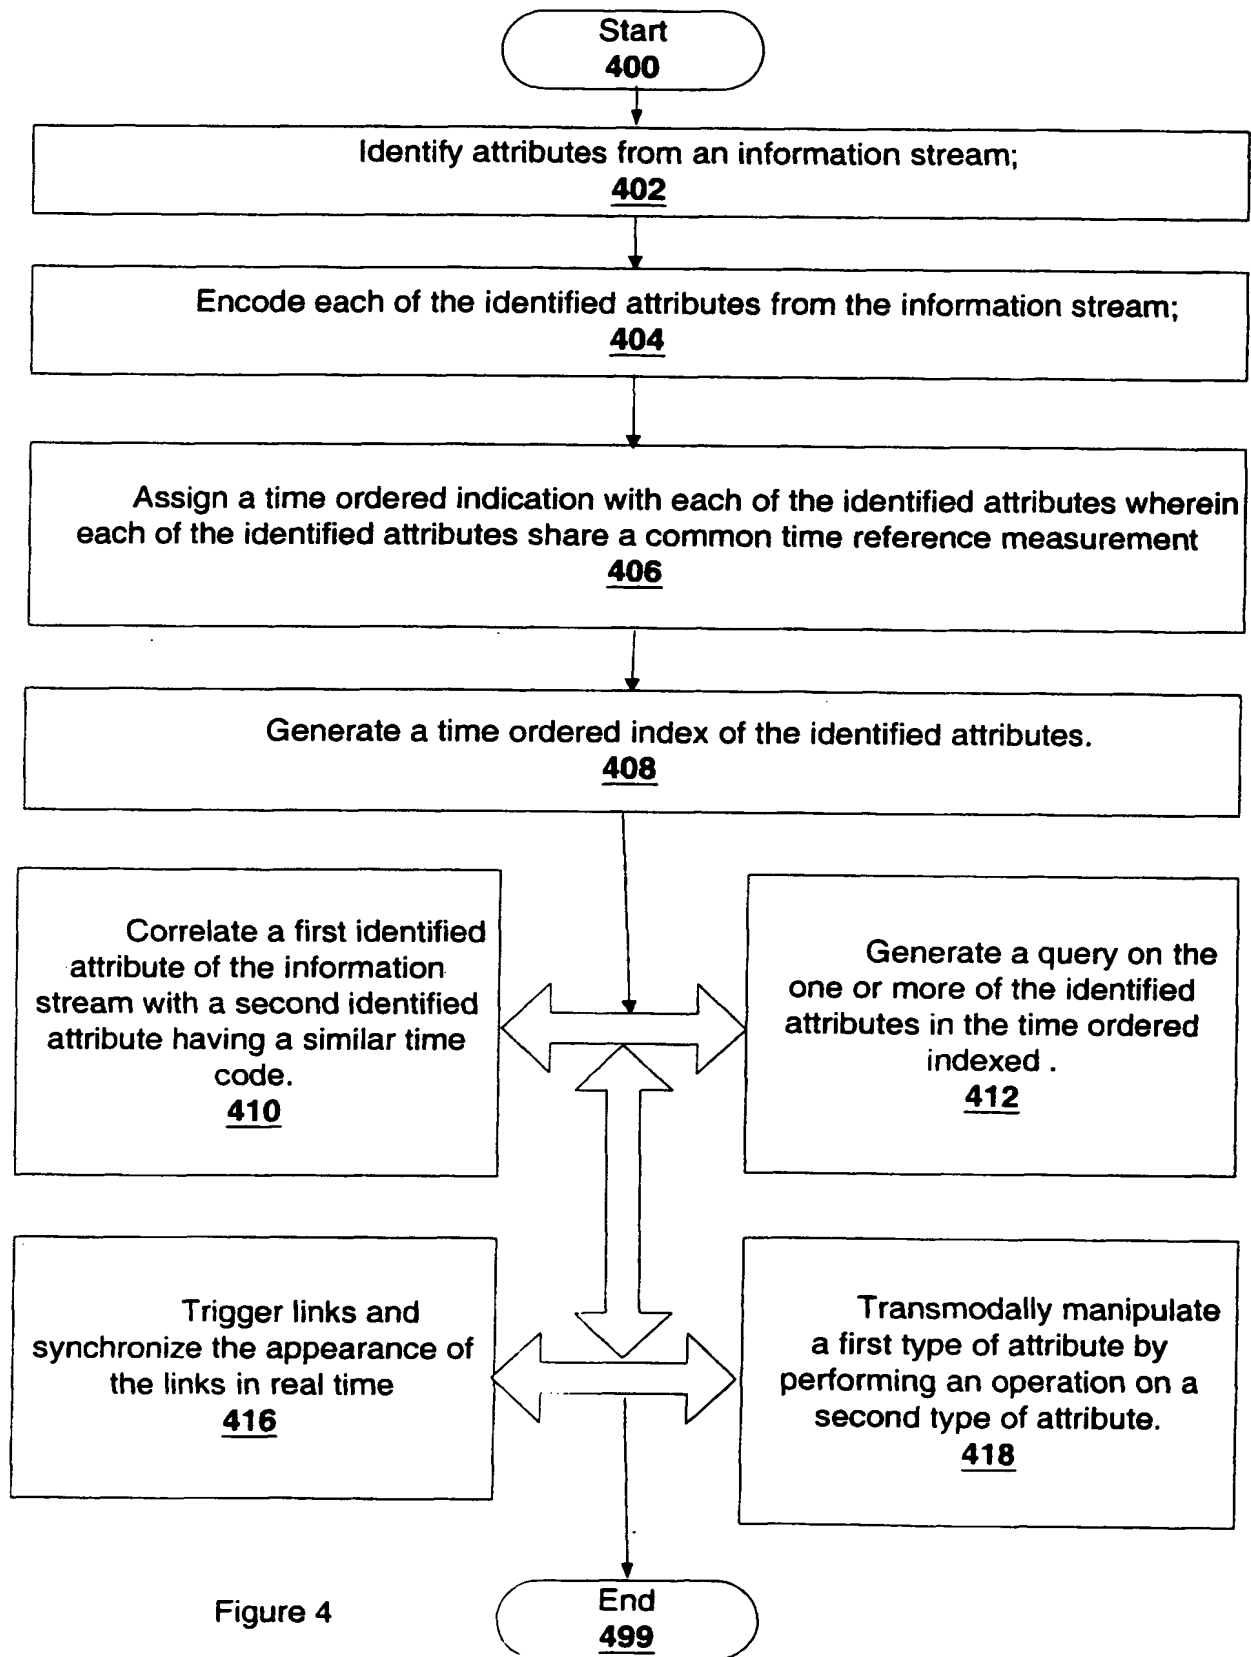 Start
400
Identify attributes from an information stream;
402
Encode each of the identified attributes from the information stream;
404
Assign a time ordered indication with each of the identified attributes wherein
each of the identified attributes share a common time reference measurement
406
Generate a time ordered index of the identified attributes.
408
Correlate a first identified
attribute of the information
stream with a second identified
attribute having a similar time
code.
410
Generate a query on the
one or more of the identified
attributes in the time ordered
indexed .
412
Trigger links and
synchronize the appearance of
the links in real time
416
Transmodally manipulate
a first type of attribute by
performing an operation on a
second type of attribute.
418
End
499
Figure 4